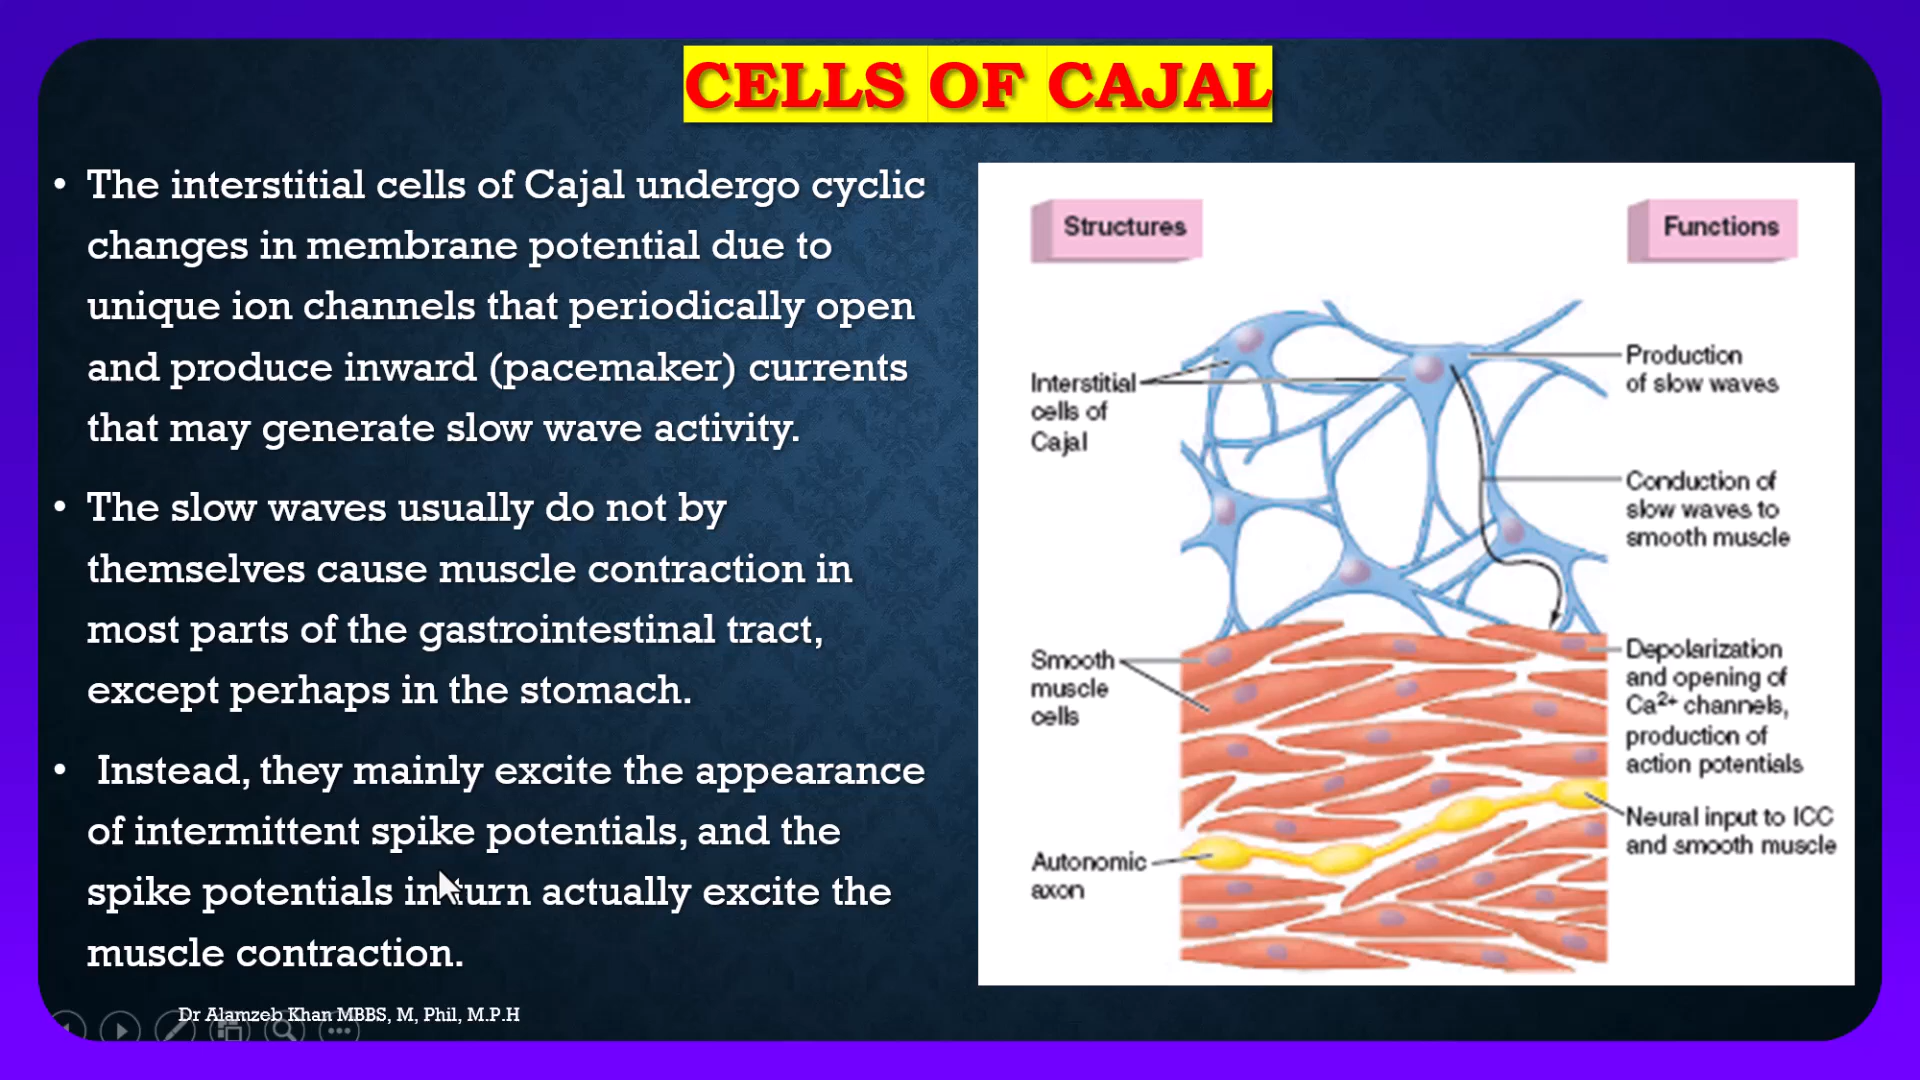 CELLS OF CAJAL
• The interstitial cells of Cajal undergo cyclic
changes in membrane potential due to
unique ion channels that periodically open
and produce inward (pacemaker) currents
that may generate slow wave activity.
• The slow waves usually do not by
themselves cause muscle contraction in
most parts of the gastrointestinal tract,
except perhaps in the stomach.
• Instead, they mainly excite the appearance
of intermittent spike potentials, and the
spike potentials in turn actually excite the
muscle contraction.
Dr Alamzeb Khan MBBS, M, Phil, M.P.H
Structures
Functions
Interstitial
cells of
Cajal
Production
of slow waves
Conduction of
slow waves to
smooth muscle
Smooth
muscle
cells
Depolarization
and opening of
Ca²⁺ channels,
production of
action potentials
Neural input to ICC
and smooth muscle
Autonomic
axon